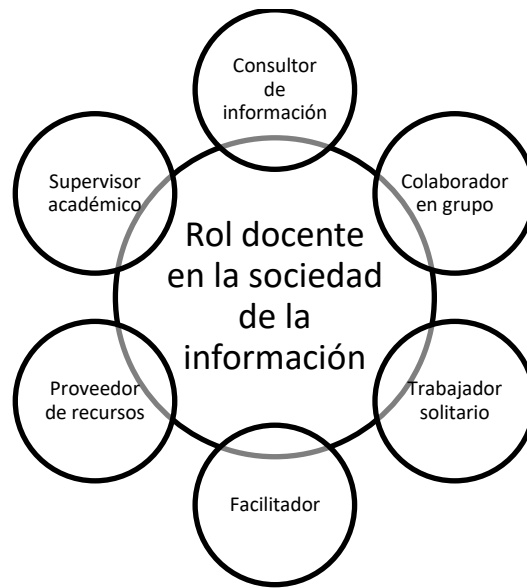 Consultor
de
información
Supervisor
académico
Colaborador
en grupo
Rol docente
en la sociedad
de la
información
Proveedor
de recursos
Trabajador
solitario
Facilitador